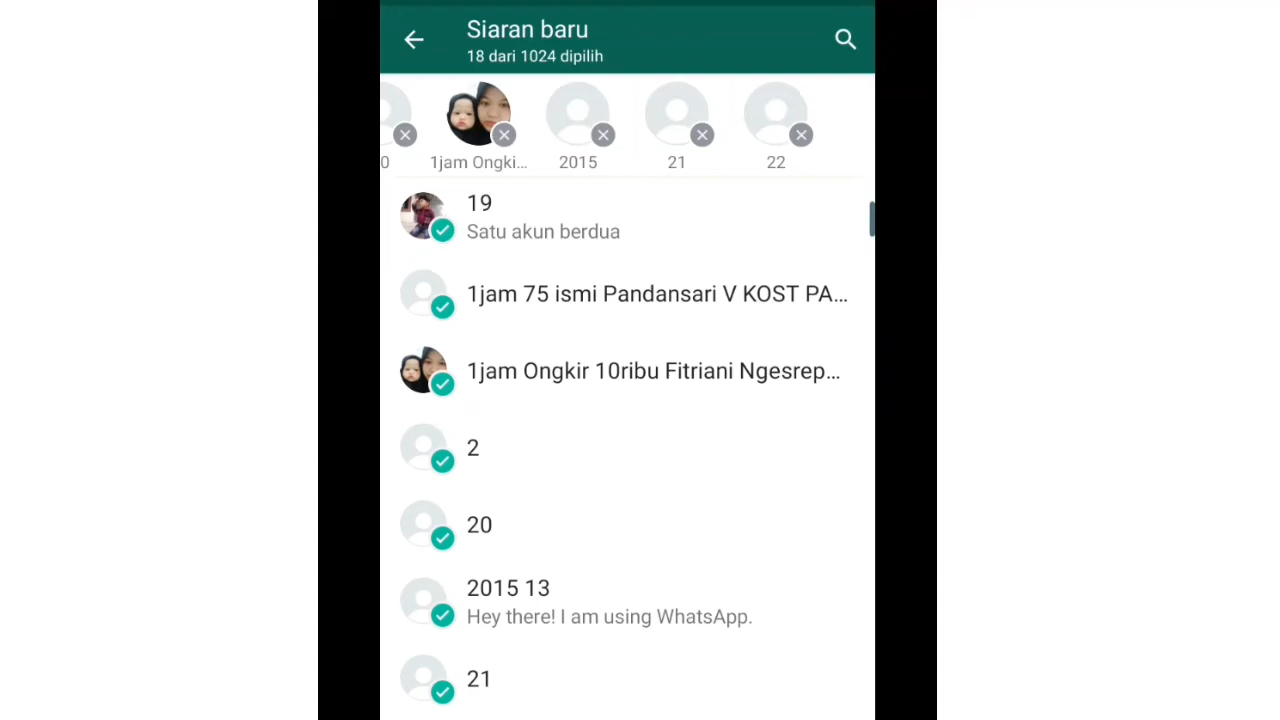 Siaran baru
18 dari 1024 dipilih
0
1jam Ongki...
2015
21
22
19
Satu akun berdua
1jam 75 ismi Pandansari V KOST PA...
1jam Ongkir 10ribu Fitriani Ngesrep...
2
20
2015 13
Hey there! I am using WhatsApp.
21